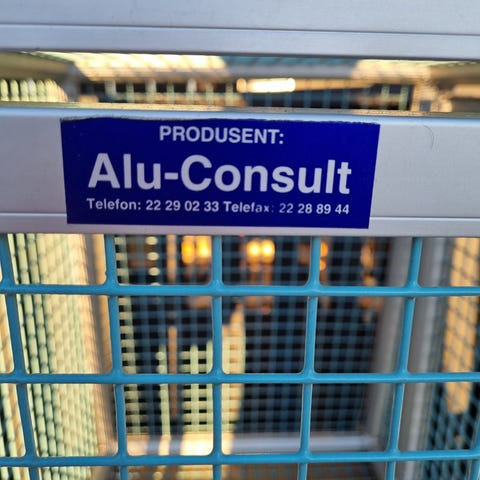 PRODUSENT:
Alu-Consult
Telefon: 22 29 02 33 Telefax: 22 28 89 44